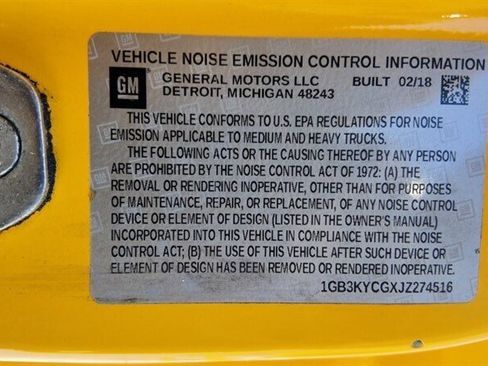 VEHICLE NOISE EMISSION CONTROL INFORMATION
GM GENERAL MOTORS LLC BUILT 02/18
DETROIT, MICHIGAN 48243
THIS VEHICLE CONFORMS TO U.S. EPA REGULATIONS FOR NOISE
EMISSION APPLICABLE TO MEDIUM AND HEAVY TRUCKS.
THE FOLLOWING ACTS OR THE CAUSING THEREOF BY ANY PERSON
ARE PROHIBITED BY THE NOISE CONTROL ACT OF 1972: (A) THE
REMOVAL OR RENDERING INOPERATIVE, OTHER THAN FOR PURPOSES
OF MAINTENANCE, REPAIR, OR REPLACEMENT, OF ANY NOISE CONTROL
DEVICE OR ELEMENT OF DESIGN (LISTED IN THE OWNER'S MANUAL)
INCORPORATED INTO THIS VEHICLE IN COMPLIANCE WITH THE NOISE
CONTROL ACT; (B) THE USE OF THIS VEHICLE AFTER SUCH DEVICE OR
ELEMENT OF DESIGN HAS BEEN REMOVED OR RENDERED INOPERATIVE.
1GB3KYCGXJZ274516